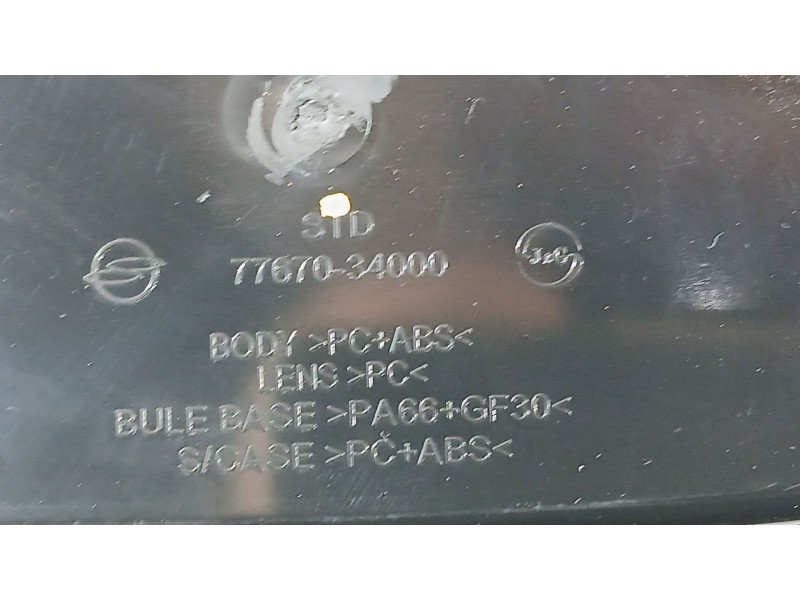 STD
77670-34000
J&C
BODY >PC+ABS<
LENS >PC<
BULE BASE >PA66+GF30<
S/CASE >PC+ABS<